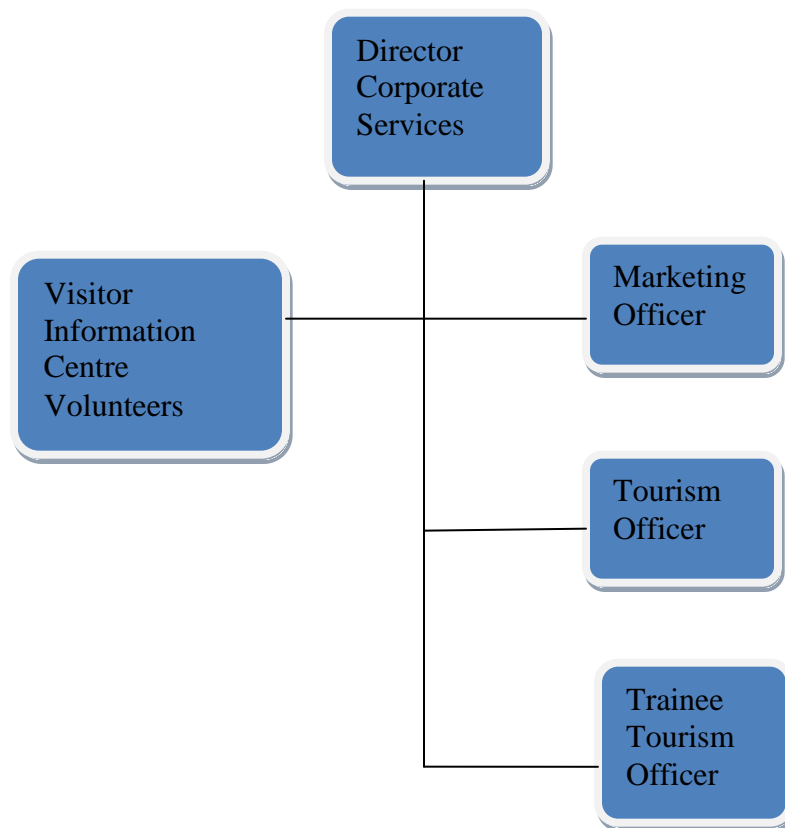 Director
Corporate
Services
Visitor
Information
Centre
Volunteers
Marketing
Officer
Tourism
Officer
Trainee
Tourism
Officer